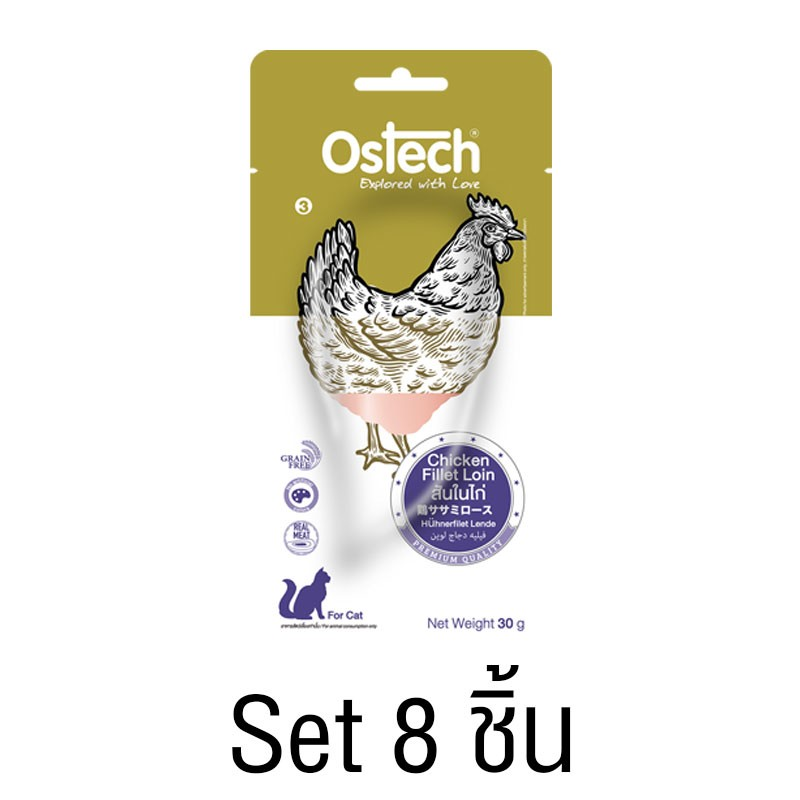 Ostech®
Explored with Love
3
GRAIN
FREE
REAL
MEAT
Chicken
Fillet Loin
สันในไก่
鶏ササミロース
HÜhnerfilet Lende
فيليه دجاج لوين
PREMIUM QUALITY
For Cat
Net Weight 30 g
Set 8 ชิ้น